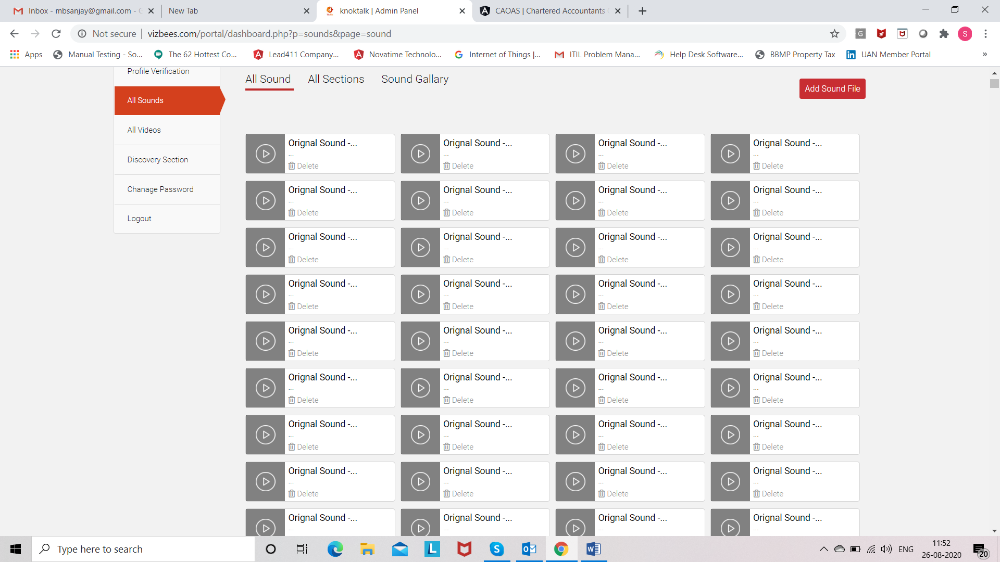 Inbox - mbsanjay@gmail.com - G
New Tab
knoktalk | Admin Panel
CAOAS | Chartered Accountants
Not secure | vizbees.com/portal/dashboard.php?p=sounds&page=sound
S
Apps
Manual Testing - So...
The 62 Hottest Co...
Lead411 Company,...
Novatime Technolo...
Internet of Things |...
ITIL Problem Mana...
Help Desk Software...
BBMP Property Tax
UAN Member Portal
»
Profile Verification
All Sounds
All Videos
Discovery Section
Chanage Password
Logout
All Sound All Sections Sound Gallary
Add Sound File
Orignal Sound -... Orignal Sound -... Orignal Sound -... Orignal Sound -...
... ... ... ...
Delete Delete Delete Delete
Orignal Sound -... Orignal Sound -... Orignal Sound -... Orignal Sound -...
... ... ... ...
Delete Delete Delete Delete
Orignal Sound -... Orignal Sound -... Orignal Sound -... Orignal Sound -...
... ... ... ...
Delete Delete Delete Delete
Orignal Sound -... Orignal Sound -... Orignal Sound -... Orignal Sound -...
... ... ... ...
Delete Delete Delete Delete
Orignal Sound -... Orignal Sound -... Orignal Sound -... Orignal Sound -...
... ... ... ...
Delete Delete Delete Delete
Orignal Sound -... Orignal Sound -... Orignal Sound -... Orignal Sound -...
... ... ... ...
Delete Delete Delete Delete
Orignal Sound -... Orignal Sound -... Orignal Sound -... Orignal Sound -...
... ... ... ...
Delete Delete Delete Delete
Orignal Sound -... Orignal Sound -... Orignal Sound -... Orignal Sound -...
... ... ... ...
Delete Delete Delete Delete
Orignal Sound -... Orignal Sound -... Orignal Sound -... Orignal Sound -...
... ... ... ...
Type here to search
ENG
11:52
26-08-2020
20